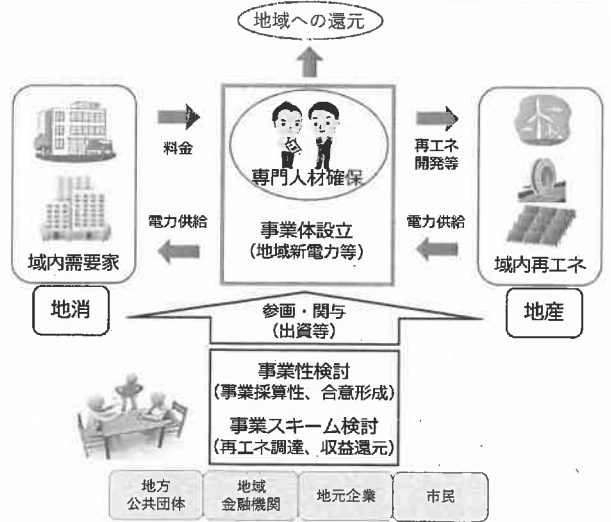 地域への還元
料金
専門人材確保
再エネ
開発等
電力供給
事業体設立
(地域新電力等)
電力供給
域内需要家
域内再エネ
地消
参画・関与
(出資等)
地産
事業性検討
(事業採算性、合意形成)
事業スキーム検討
(再エネ調達、収益還元)
地方
公共団体
地域
金融機関
地元企業
市民